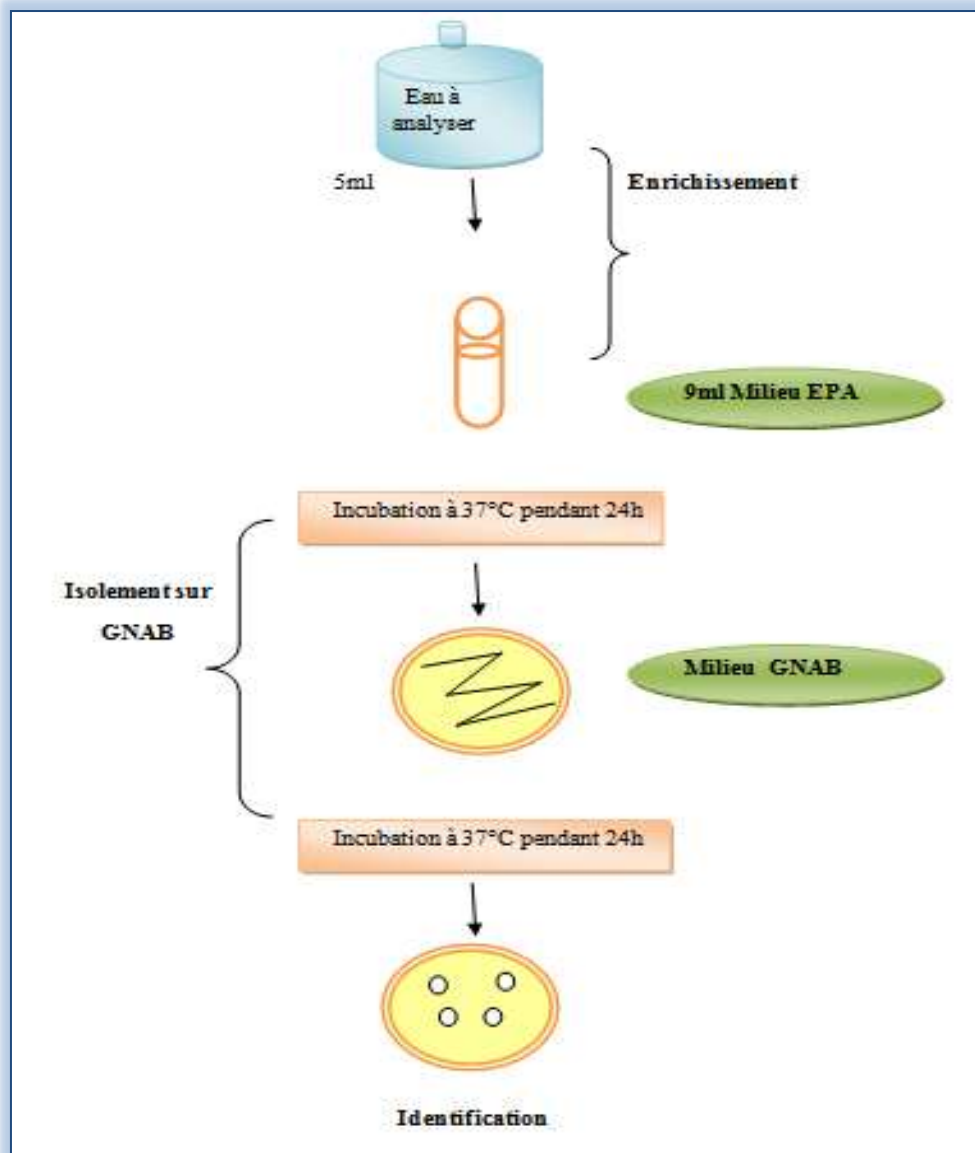 Eau à
analyser
5ml
Enrichissement
9ml Milieu EPA
Incubation à 37°C pendant 24h
Isolement sur
GNAB
Milieu GNAB
Incubation à 37°C pendant 24h
Identification